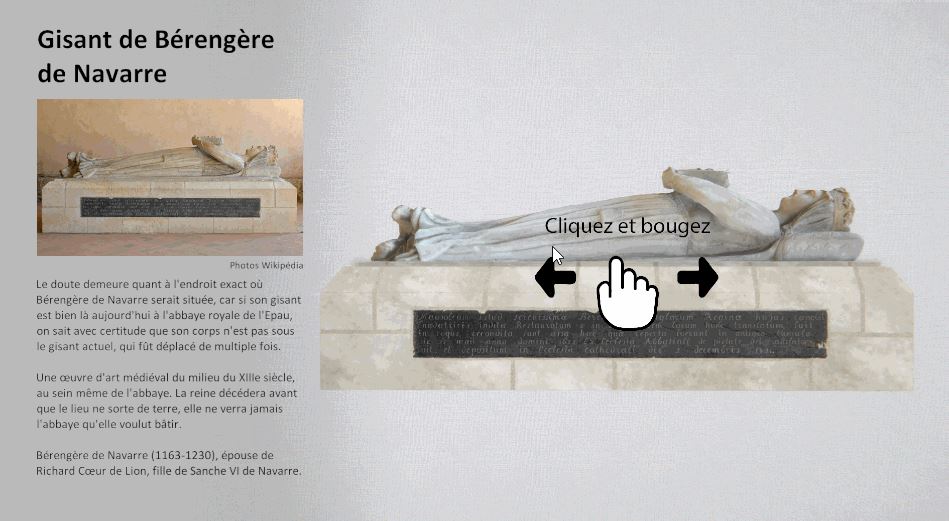 Gisant de Bérengère
de Navarre
Photos Wikipédia
Le doute demeure quant à l'endroit exact où
Bérengère de Navarre serait située, car si son gisant
est bien là aujourd'hui à l'abbaye royale de l'Epau,
on sait avec certitude que son corps n'est pas sous
le gisant actuel, qui fût déplacé de multiple fois.
Une œuvre d'art médiéval du milieu du XIIIe siècle,
au sein même de l'abbaye. La reine décédera avant
que le lieu ne sorte de terre, elle ne verra jamais
l'abbaye qu'elle voulut bâtir.
Bérengère de Navarre (1163-1230), épouse de
Richard Cœur de Lion, fille de Sanche VI de Navarre.
Cliquez et bougez